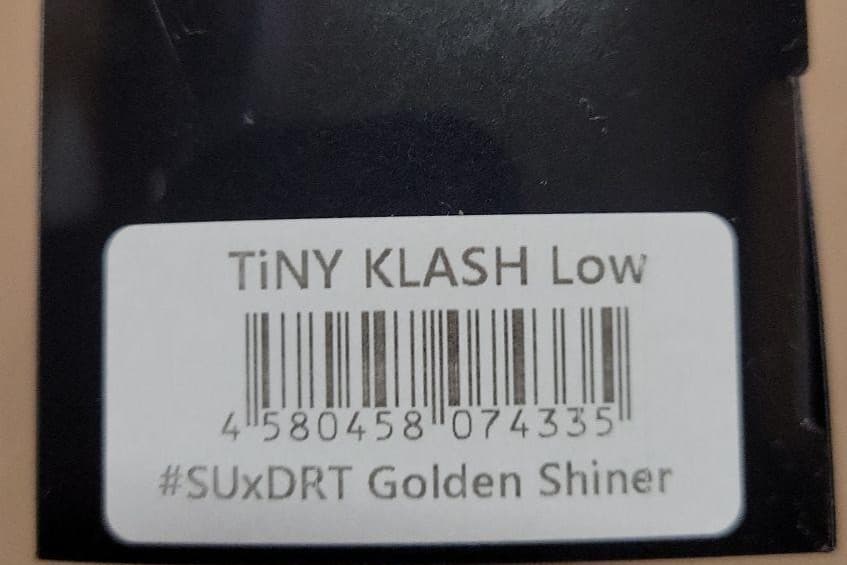 TiNY KLASH Low
4 580458 074335
#SUxDRT Golden Shiner